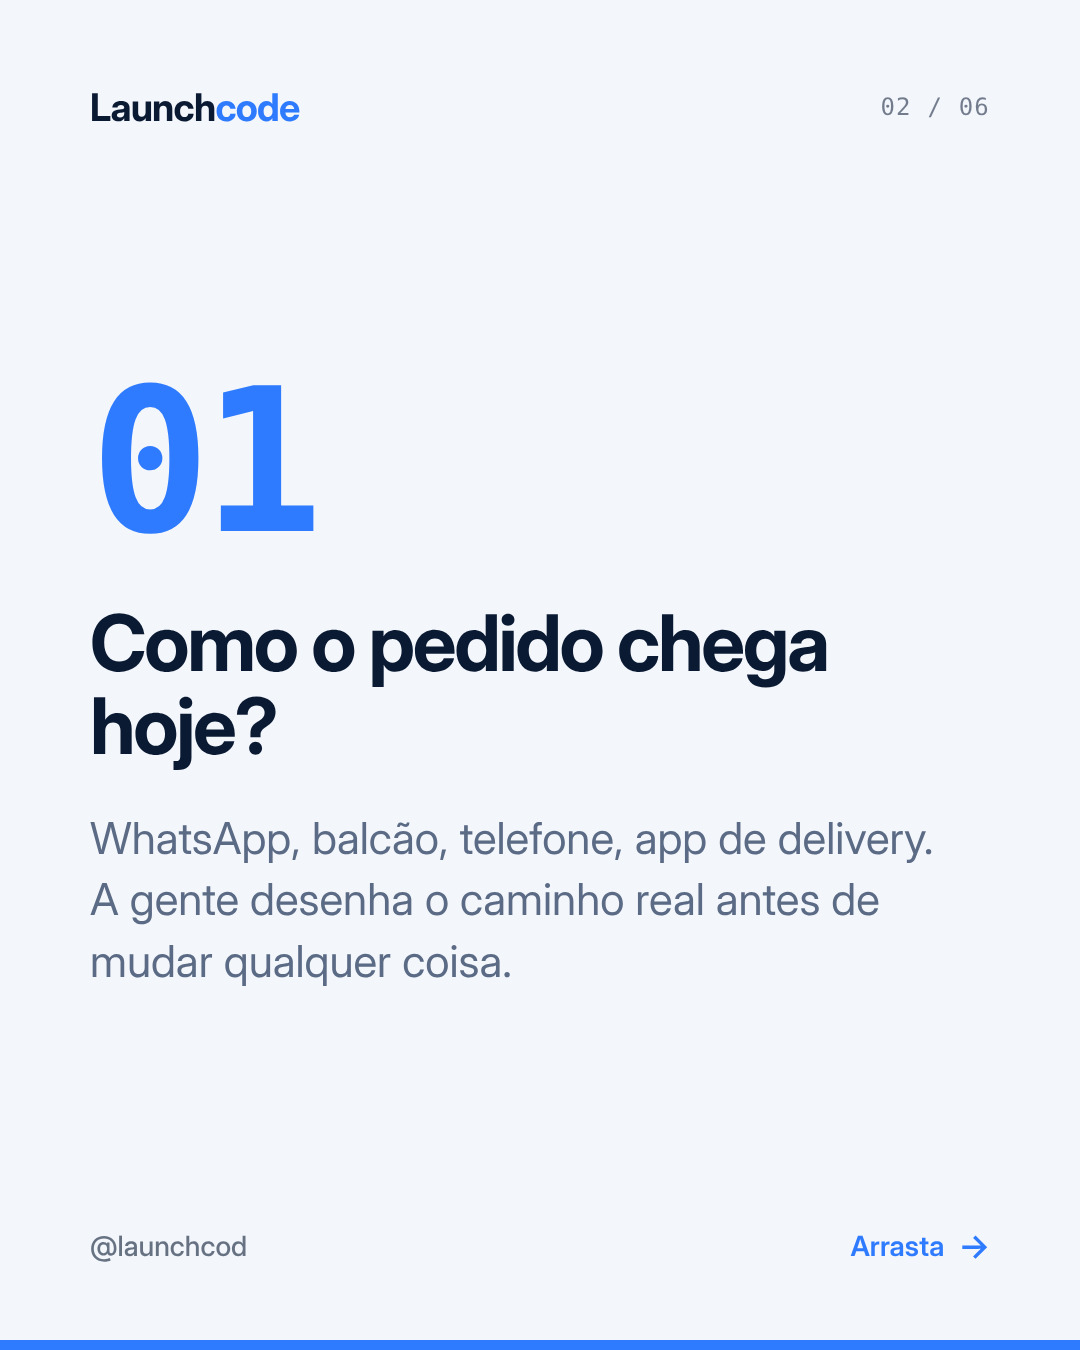 Launchcode
02 / 06
01
Como o pedido chega
hoje?
WhatsApp, balcão, telefone, app de delivery.
A gente desenha o caminho real antes de
mudar qualquer coisa.
@launchcod
Arrasta →